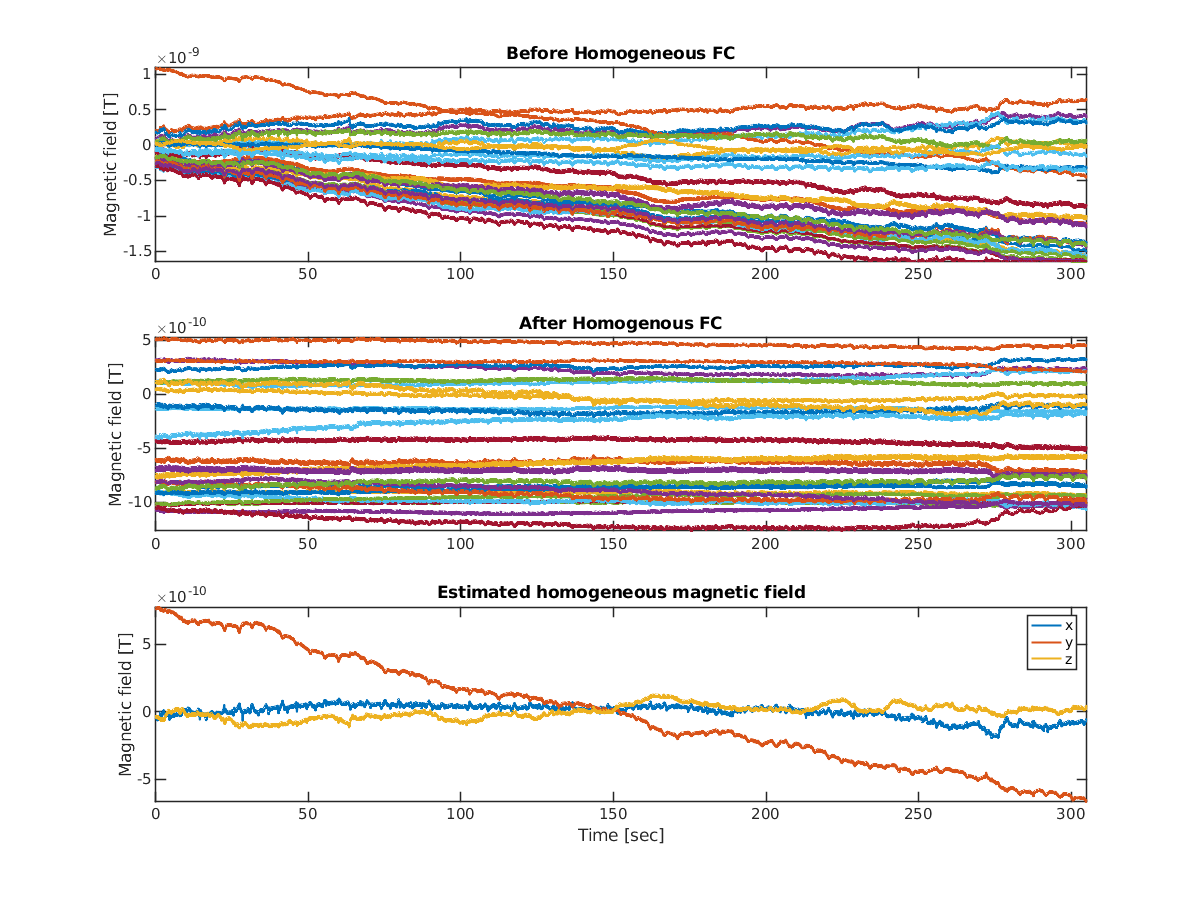 Before Homogeneous FC
×10-9
Magnetic field [T]
1
0.5
0
-0.5
-1
-1.5
0 50 100 150 200 250 300
After Homogenous FC
×10-10
Magnetic field [T]
5
0
-5
-10
0 50 100 150 200 250 300
Estimated homogeneous magnetic field
×10-10
Magnetic field [T]
5
0
-5
x
y
z
0 50 100 150 200 250 300
Time [sec]